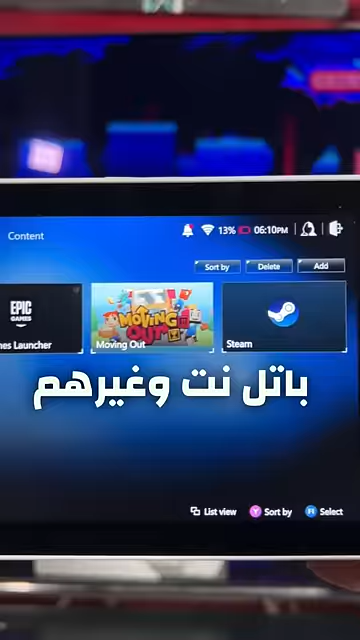 Content
13% 06:10PM
Sort by Delete Add
EPIC GAMES
MOVING OUT
nes Launcher
Moving Out
Steam
باتل نت وغيرهم
List view Y Sort by Select